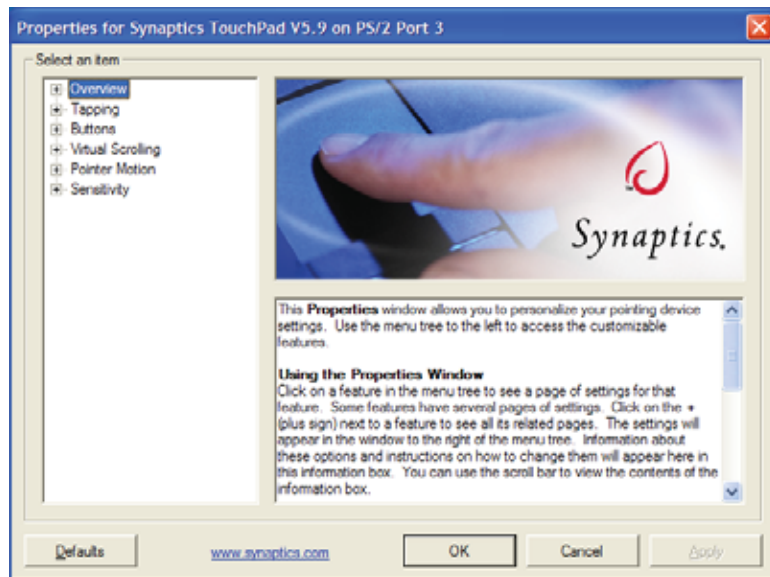 Properties for Synaptics TouchPad V5.9 on PS/2 Port 3
Select an item
Overview
Tapping
Buttons
Virtual Scrolling
Pointer Motion
Sensitivity
Synaptics.
TM
This Properties window allows you to personalize your pointing device
settings. Use the menu tree to the left to access the customizable
features.
Using the Properties Window
Click on a feature in the menu tree to see a page of settings for that
feature. Some features have several pages of settings. Click on the +
(plus sign) next to a feature to see all its related pages. The settings will
appear in the window to the right of the menu tree. Information about
these options and instructions on how to change them will appear here in
this information box. You can use the scroll bar to view the contents of the
information box.
Defaults
www.synaptics.com
OK
Cancel
Apply